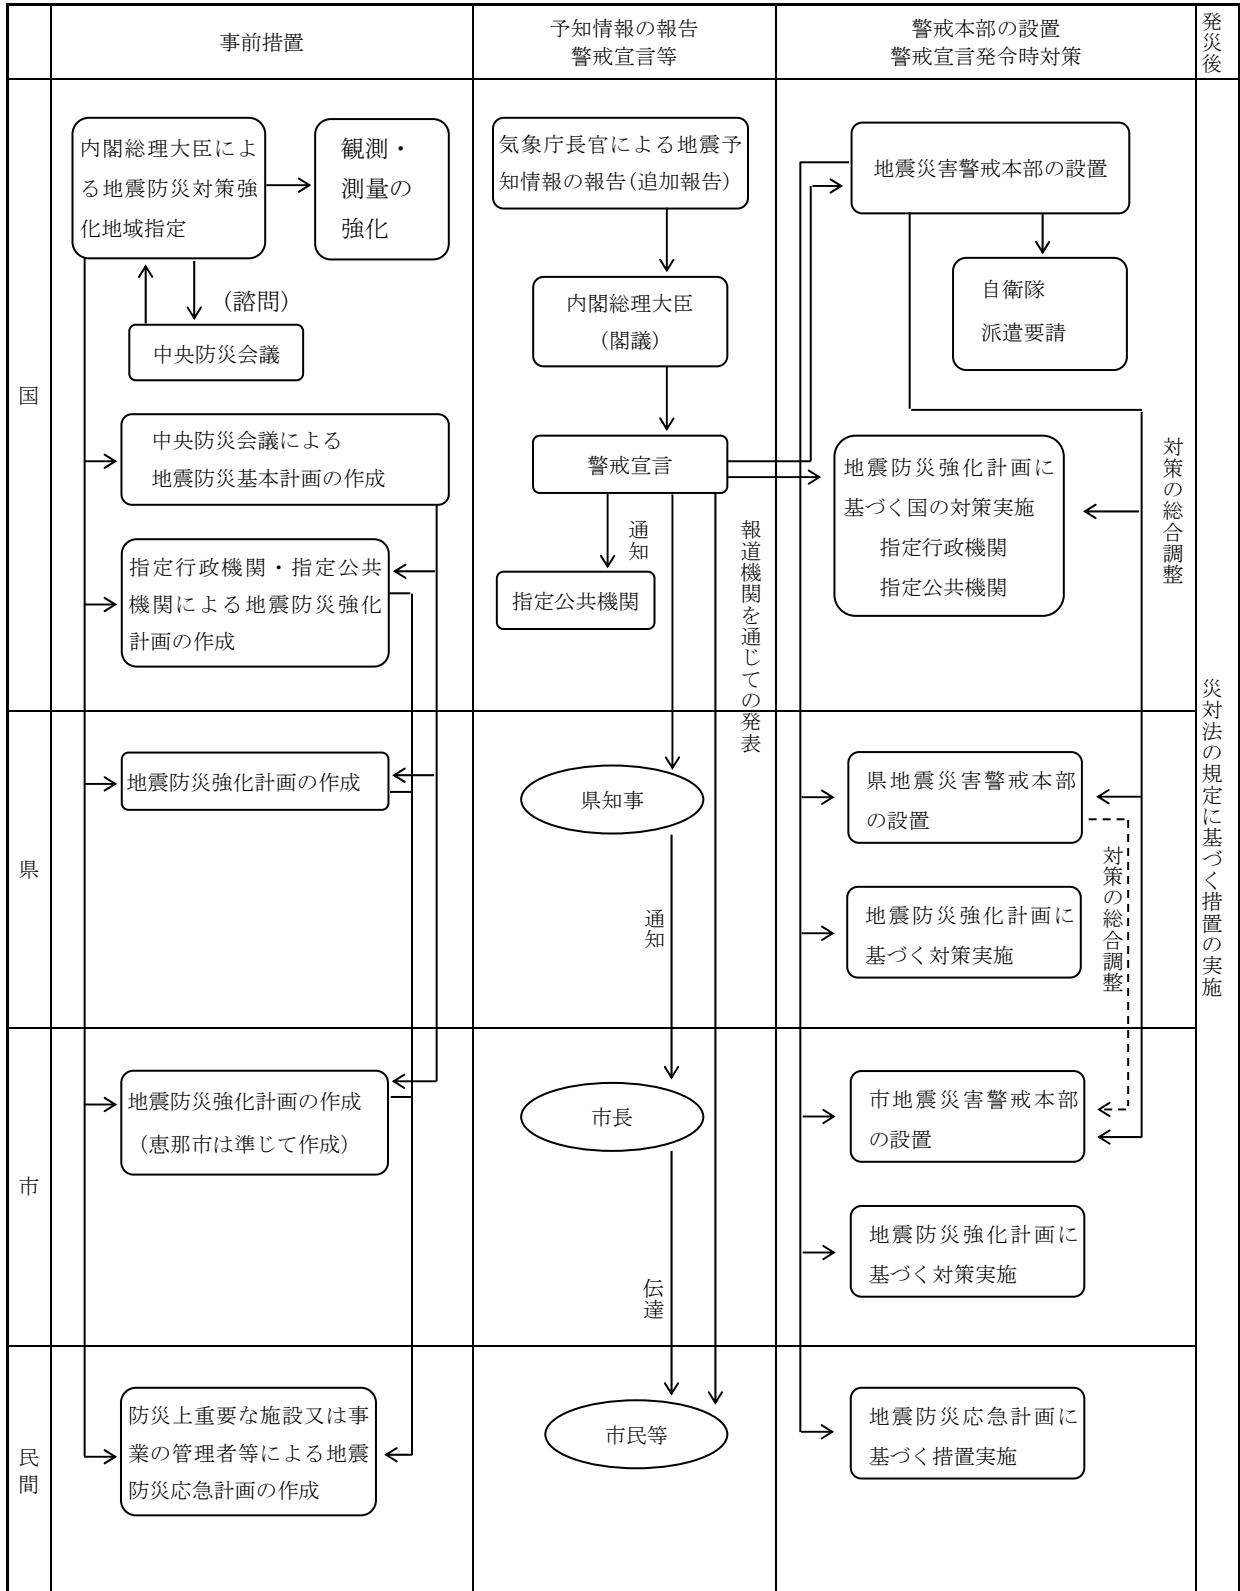 事前措置
予知情報の報告
警戒宣言等
警戒本部の設置
警戒宣言発令時対策
発災後
国
内閣総理大臣によ
る地震防災対策強
化地域指定
観測・
測量の
強化
（諮問）
中央防災会議
中央防災会議による
地震防災基本計画の作成
指定行政機関・指定公共
機関による地震防災強化
計画の作成
気象庁長官による地震予
知情報の報告（追加報告）
内閣総理大臣
（閣議）
警戒宣言
通知
指定公共機関
報道機関を通じての発表
地震災害警戒本部の設置
自衛隊
派遣要請
地震防災強化計画に
基づく国の対策実施
指定行政機関
指定公共機関
対策の総合調整
災対法の規定に基づく措置の実施
県
地震防災強化計画の作成
県知事
通知
県地震災害警戒本部
の設置
地震防災強化計画に
基づく対策実施
対策の総合調整
市
地震防災強化計画の作成
（恵那市は準じて作成）
市長
伝達
市地震災害警戒本部
の設置
地震防災強化計画に
基づく対策実施
民間
防災上重要な施設又は事
業の管理者等による地震
防災応急計画の作成
市民等
地震防災応急計画に
基づく措置実施